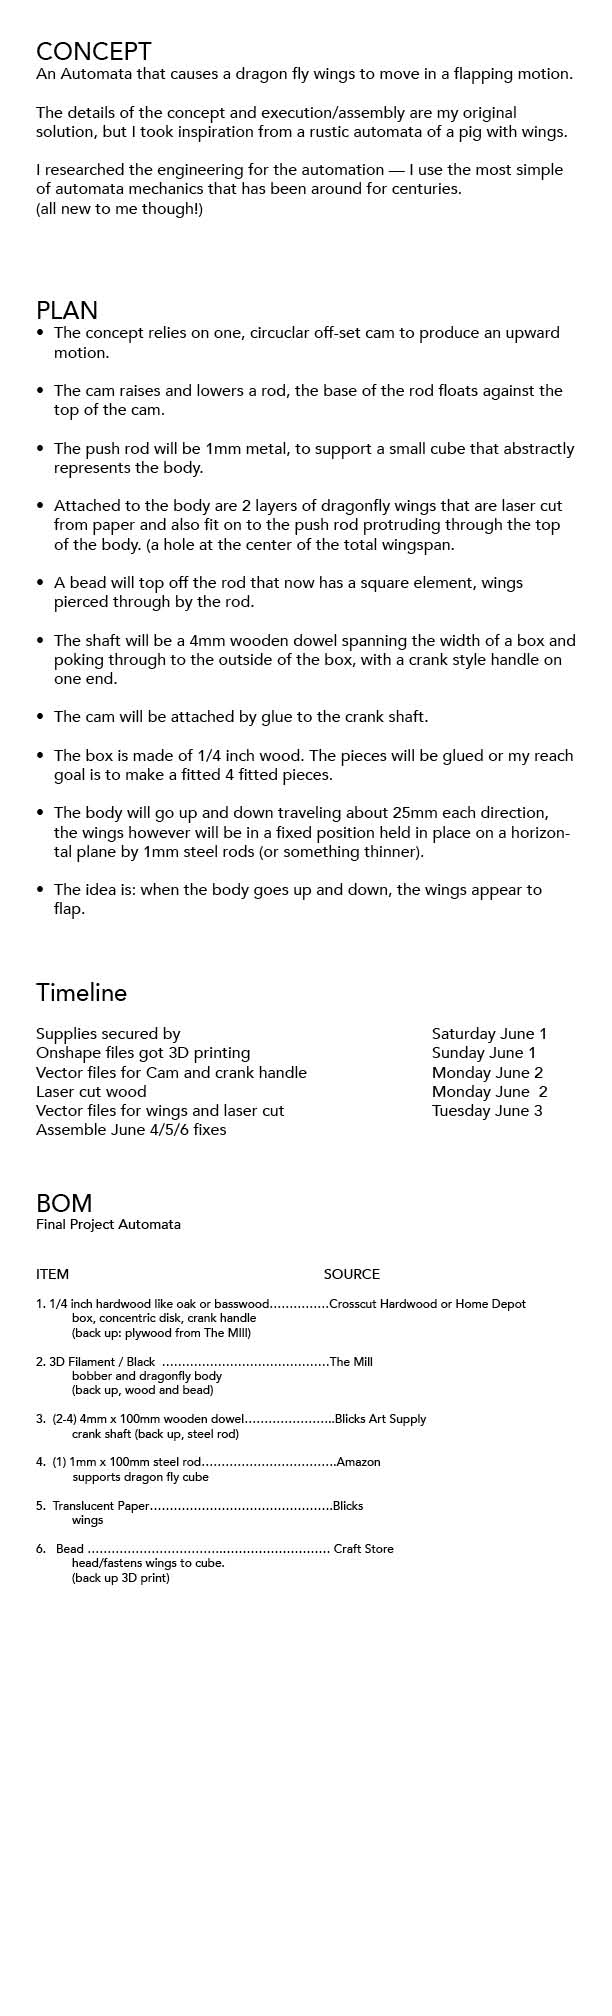 CONCEPT
An Automata that causes a dragon fly wings to move in a flapping motion.
The details of the concept and execution/assembly are my original
solution, but I took inspiration from a rustic automata of a pig with wings.
I researched the engineering for the automation — I use the most simple
of automata mechanics that has been around for centuries.
(all new to me though!)
PLAN
• The concept relies on one, circuclar off-set cam to produce an upward
motion.
• The cam raises and lowers a rod, the base of the rod floats against the
top of the cam.
• The push rod will be 1mm metal, to support a small cube that abstractly
represents the body.
• Attached to the body are 2 layers of dragonfly wings that are laser cut
from paper and also fit on to the push rod protruding through the top
of the body. (a hole at the center of the total wingspan.
• A bead will top off the rod that now has a square element, wings
pierced through by the rod.
• The shaft will be a 4mm wooden dowel spanning the width of a box and
poking through to the outside of the box, with a crank style handle on
one end.
• The cam will be attached by glue to the crank shaft.
• The box is made of 1/4 inch wood. The pieces will be glued or my reach
goal is to make a fitted 4 fitted pieces.
• The body will go up and down traveling about 25mm each direction,
the wings however will be in a fixed position held in place on a horizon-
tal plane by 1mm steel rods (or something thinner).
• The idea is: when the body goes up and down, the wings appear to
flap.
Timeline
Supplies secured by Saturday June 1
Onshape files got 3D printing Sunday June 1
Vector files for Cam and crank handle Monday June 2
Laser cut wood Monday June  2
Vector files for wings and laser cut Tuesday June 3
Assemble June 4/5/6 fixes
BOM
Final Project Automata
ITEM SOURCE
1. 1/4 inch hardwood like oak or basswood...............Crosscut Hardwood or Home Depot
box, concentric disk, crank handle
(back up: plywood from The MIll)
2. 3D Filament / Black ..........................................The Mill
bobber and dragonfly body
(back up, wood and bead)
3.  (2-4) 4mm x 100mm wooden dowel.......................Blicks Art Supply
crank shaft (back up, steel rod)
4.  (1) 1mm x 100mm steel rod..................................Amazon
supports dragon fly cube
5.  Translucent Paper..............................................Blicks
wings
6.   Bead ............................................................. Craft Store
head/fastens wings to cube.
(back up 3D print)